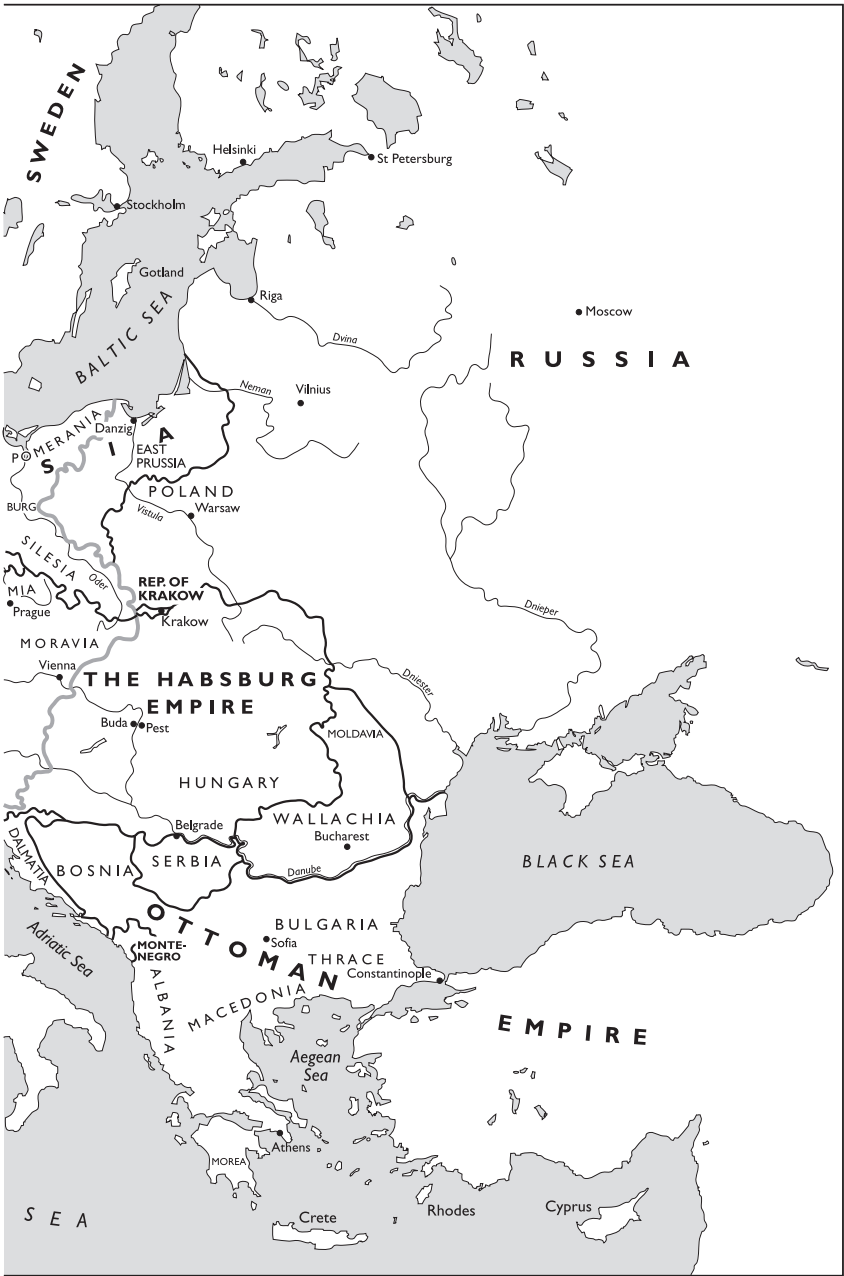 SWEDEN
Helsinki
St Petersburg
Stockholm
Gotland
Riga
BALTIC SEA
Moscow
Dvina
RUSSIA
Neman
Vilnius
POMERANIA
Danzig
S I A
EAST
PRUSSIA
POLAND
BURG
Vistula
Warsaw
SILESIA
Oder
REP. OF
KRAKOW
MIA
Prague
Krakow
Dnieper
MORAVIA
Vienna
THE HABSBURG
EMPIRE
Dniester
Buda
Pest
MOLDAVIA
HUNGARY
WALLACHIA
Belgrade
Bucharest
DALMATIA
BOSNIA
SERBIA
Danube
BLACK SEA
OTTOMAN
BULGARIA
Sofia
Adriatic Sea
MONTE-
NEGRO
THRACE
Constantinople
ALBANIA
MACEDONIA
EMPIRE
Aegean
Sea
Athens
MOREA
SEA
Crete
Rhodes
Cyprus